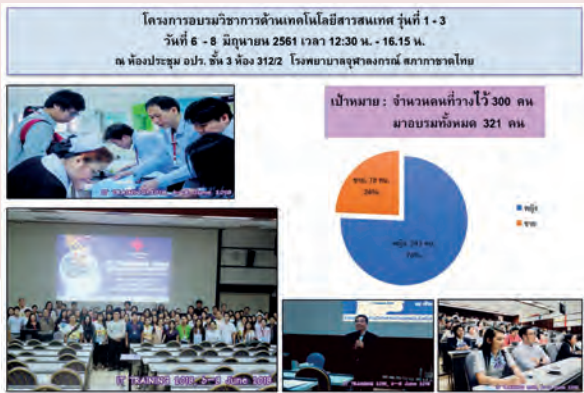 โครงการอบรมวิชาการด้านเทคโนโลยีสารสนเทศ รุ่นที่ 1 - 3
วันที่ 6 - 8 มิถุนายน 2561 เวลา 12:30 น. - 16.15 น.
ณ ห้องประชุม อปร. ชั้น 3 ห้อง 312/2 โรงพยาบาลจุฬาลงกรณ์ สภากาชาดไทย
เป้าหมาย : จำนวนคนที่วางไว้ 300 คน
มาอบรมทั้งหมด 321 คน
หญิง
ชาย
IT TRAINING 2018, 6-8 June 2018